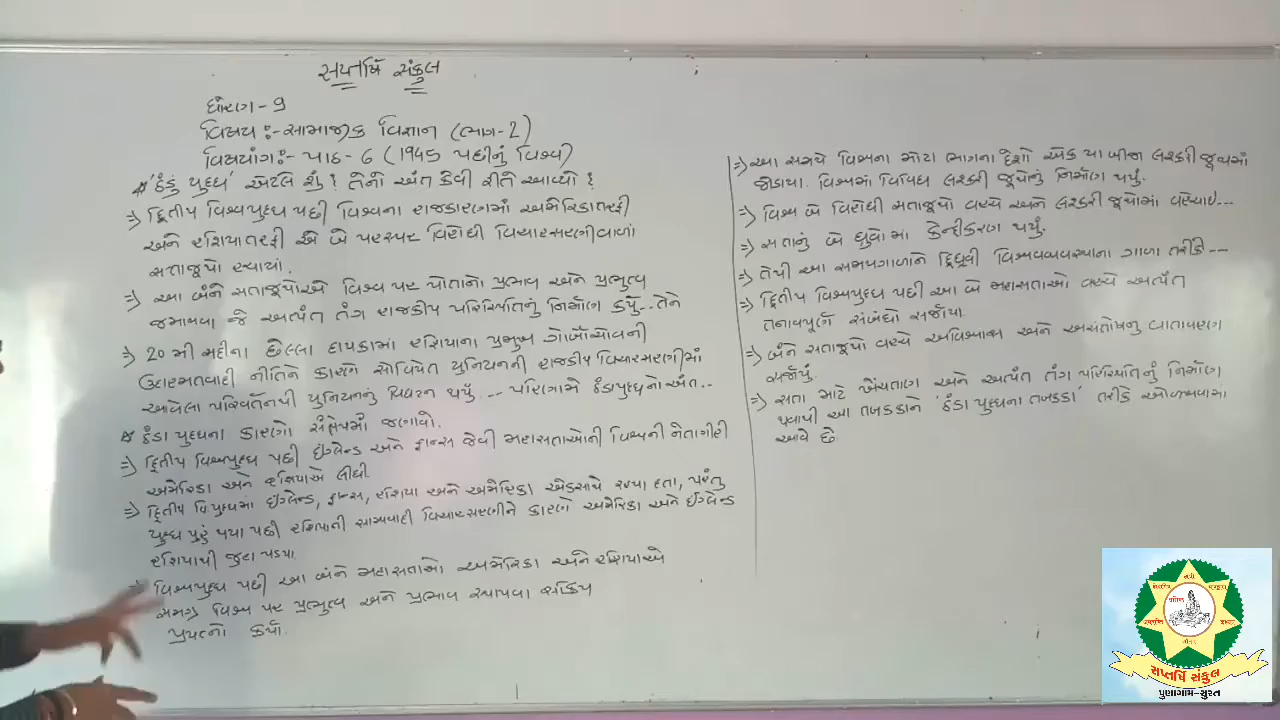 સપ્તર્ષિ સંકુલ
ધોરણ - 9
વિષય :- સામાજીક વિજ્ઞાન (ભાગ-2)
વિષયાંગ :- પાઠ - 6 (1945 પછીનું વિશ્વ)
* 'ઠંડુ યુધ્ધ' એટલે શું ? તેનો અંત કેવી રીતે આવ્યો ?
⇒ દ્વિતીય વિશ્વયુધ્ધ પછી વિશ્વના રાજકારણમાં અમેરિકાતરફી
અને રશિયાતરફી એ બે પરસ્પર વિરોધી વિચારસરણીવાળાં
સત્તાજૂથો રચાયાં.
⇒ આ બંને સતાજૂથોએ વિશ્વ પર પોતાનો પ્રભાવ અને પ્રભુત્વ
જમાવવા જે અત્યંત તંગ રાજકીય પરિસ્થિતિનું નિર્માણ કર્યું.. તેને
⇒ 20 મી સદીના છેલ્લા દાયકામાં રશિયાના પ્રમુખ ગોર્બાચોવની
ઉદારમતવાદી નીતિને કારણે સોવિયેત યુનિયનની રાજકીય વિચારસરણીમાં
આવેલા પરિવર્તનથી યુનિયનનું વિઘટન થયું. -- પરિણામે ઠંડાયુધ્ધનો અંત..
* ઠંડા યુધ્ધના કારણો સંક્ષેપમાં જણાવો.
⇒ દ્વિતીય વિશ્વયુધ્ધ પછી ઇંગ્લેન્ડ અને ફ્રાન્સ જેવી મહાસતાઓની વિશ્વની નેતાગીરી
અમેરિકા અને રશિયાએ લીધી.
⇒ દ્વિતીય વિ.યુધ્ધમાં ઇંગ્લેન્ડ, ફ્રાન્સ, રશિયા અને અમેરિકા એકસાથે રહ્યા હતા, પરંતુ
યુધ્ધ પુરું થયા પછી રશિયાની સામ્યવાદી વિચારસરણીને કારણે અમેરિકા અને ઇંગ્લેન્ડ
રશિયાથી જુદા પડયા
⇒ વિશ્વયુધ્ધ પછી આ બંને મહાસતાઓ અમેરિકા અને રશિયાએ
સમગ્ર વિશ્વ પર પ્રભુત્વ અને પ્રભાવ સ્થાપવા સક્રિય
પ્રયત્નો કર્યા.
⇒ આ સમયે વિશ્વના મોટા ભાગના દેશો એક યા બીજા લશ્કરી જૂથમાં
જોડાયા. વિશ્વમાં વિવિધ લશ્કરી જૂથોનું નિર્માણ થયું.
⇒ વિશ્વ બે વિરોધી સતાજૂથો વચ્ચે અને લશ્કરી જૂથોમાં વહેંચાઇ...
⇒ સતાનું બે ધ્રુવોમાં કેન્દ્રીકરણ થયું.
⇒ તેથી આ સમયગાળાને દ્વિધ્રુવી વિશ્વવ્યવસ્થાના ગાળા તરીકે ---
⇒ દ્વિતીય વિશ્વયુધ્ધ પછી આ બે મહાસતાઓ વચ્ચે અત્યંત
તનાવપૂર્ણ સંબંધો સર્જાયા.
⇒ બંને સતાજૂથો વચ્ચે અવિશ્વાસ અને અસંતોષનુ વાતાવરણ
સર્જાયું.
⇒ સતા માટે ખેંચતાણ અને અત્યંત તંગ પરિસ્થિતિનું નિર્માણ
થવાથી આ તબક્કાને 'ઠંડા યુધ્ધના તબક્કા' તરીકે ઓળખવામાં
આવે છે
સપ્તર્ષિ સંકુલ
પુણાગામ-સુરત